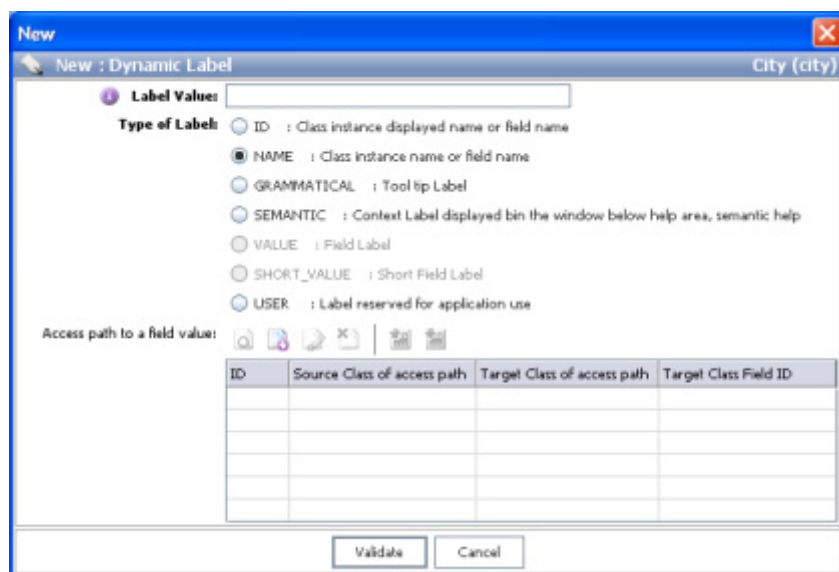 New
New : Dynamic Label City (city)
Label Value:
Type of Label: ID : Class instance displayed name or field name
NAME : Class instance name or field name
GRAMMATICAL : Tool tip Label
SEMANTIC : Context Label displayed bin the window below help area, semantic help
VALUE : Field Label
SHORT_VALUE : Short Field Label
USER : Label reserved for application use
Access path to a field value:
ID Source Class of access path Target Class of access path Target Class Field ID
Validate Cancel